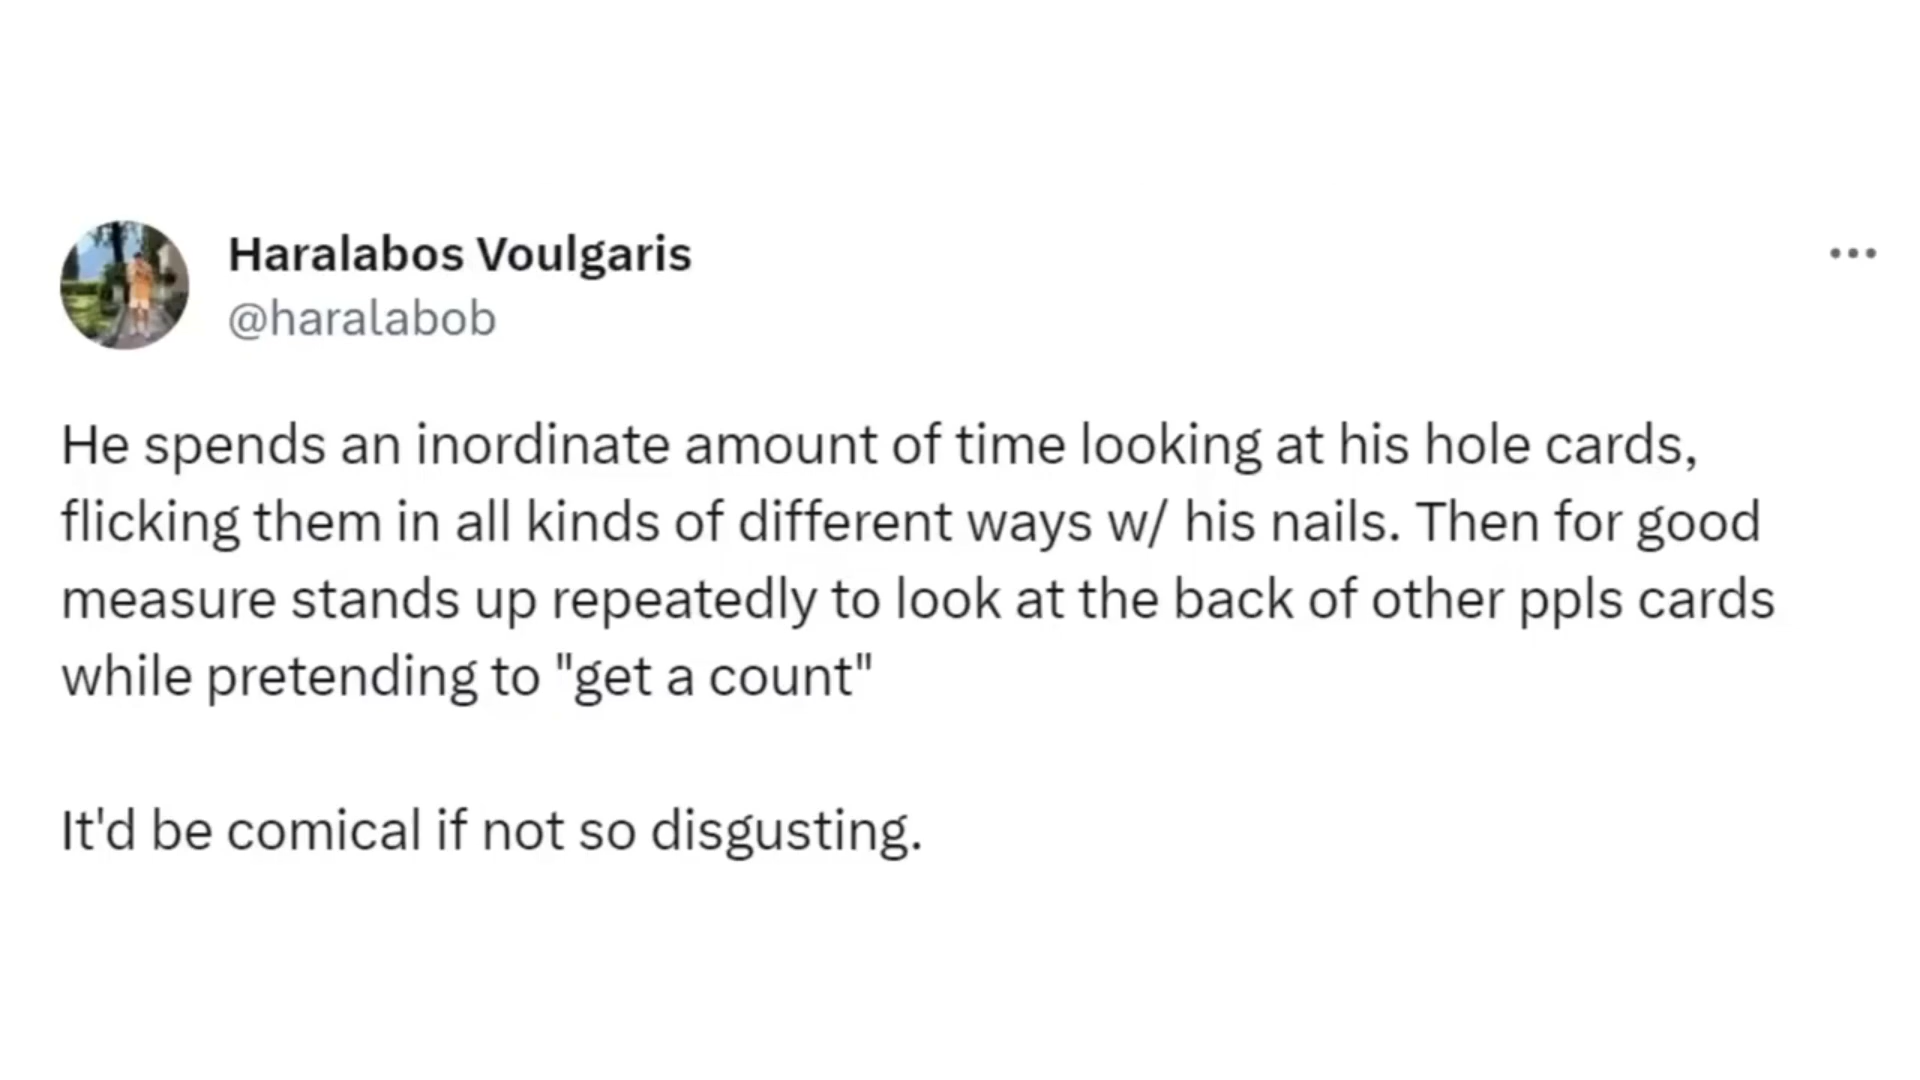 Haralabos Voulgaris
@haralabob
He spends an inordinate amount of time looking at his hole cards,
flicking them in all kinds of different ways w/ his nails. Then for good
measure stands up repeatedly to look at the back of other ppls cards
while pretending to "get a count"
It'd be comical if not so disgusting.